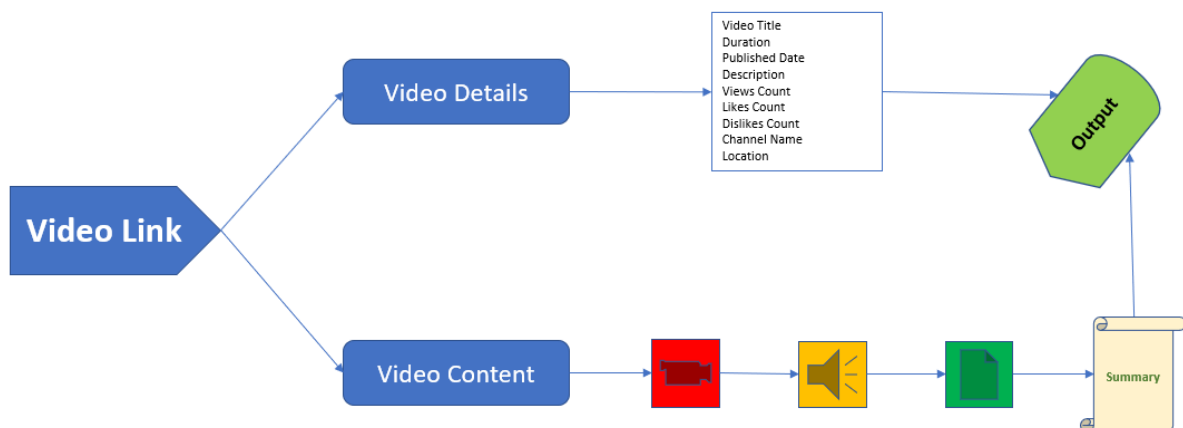 Video Link
Video Details
Video Title
Duration
Published Date
Description
Views Count
Likes Count
Dislikes Count
Channel Name
Location
Output
Video Content
Summary